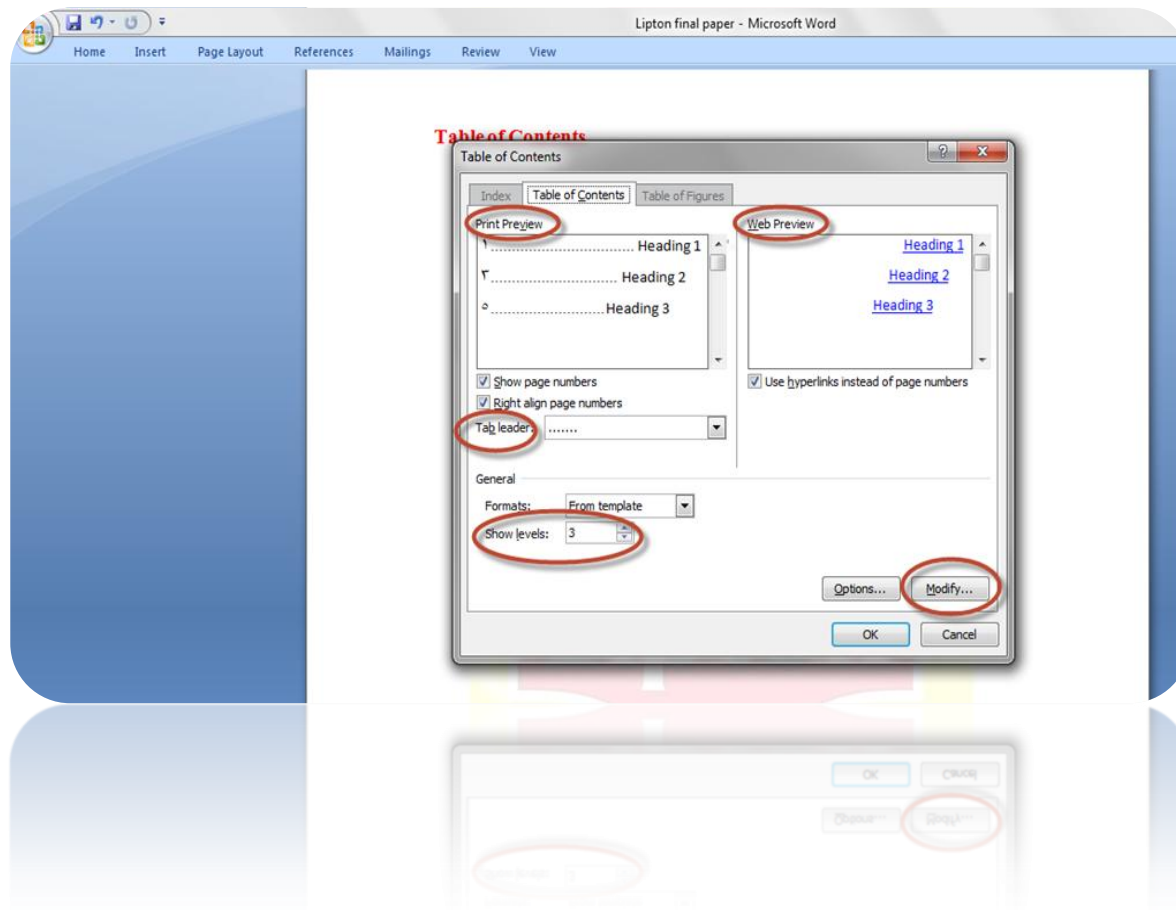 Lipton final paper - Microsoft Word
Home Insert Page Layout References Mailings Review View
Table of Contents
Table of Contents
Index Table of Contents Table of Figures
Print Preview
١.................................. Heading 1
٣.............................. Heading 2
٥.......................... Heading 3
Show page numbers
Right align page numbers
Tab leader: .......
Web Preview
Heading 1
Heading 2
Heading 3
Use hyperlinks instead of page numbers
General
Formats: From template
Show levels: 3
Options... Modify...
OK Cancel